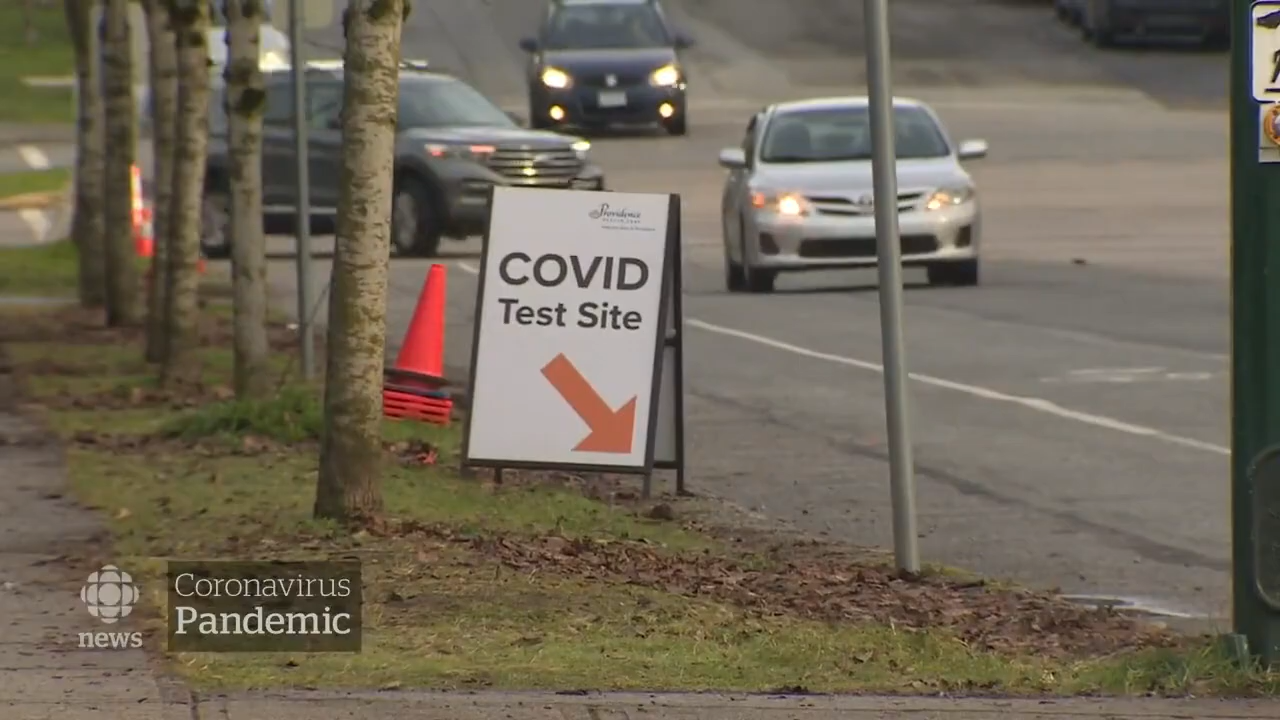 Providence
COVID
Test Site
news
Coronavirus
Pandemic